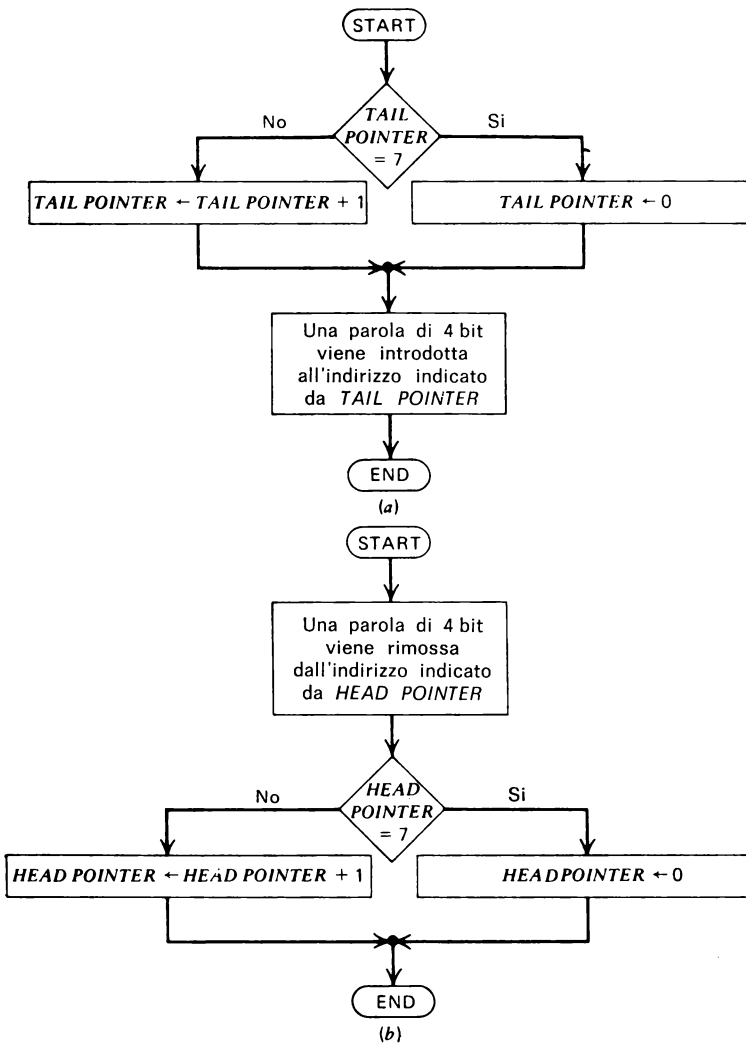 START
TAIL
POINTER
= 7
No
Si
TAIL POINTER ← TAIL POINTER + 1
TAIL POINTER ← 0
Una parola di 4 bit
viene introdotta
all'indirizzo indicato
da TAIL POINTER
END
(a)
START
Una parola di 4 bit
viene rimossa
dall'indirizzo indicato
da HEAD POINTER
HEAD
POINTER
= 7
No
Si
HEAD POINTER ← HEAD POINTER + 1
HEADPOINTER ← 0
END
(b)